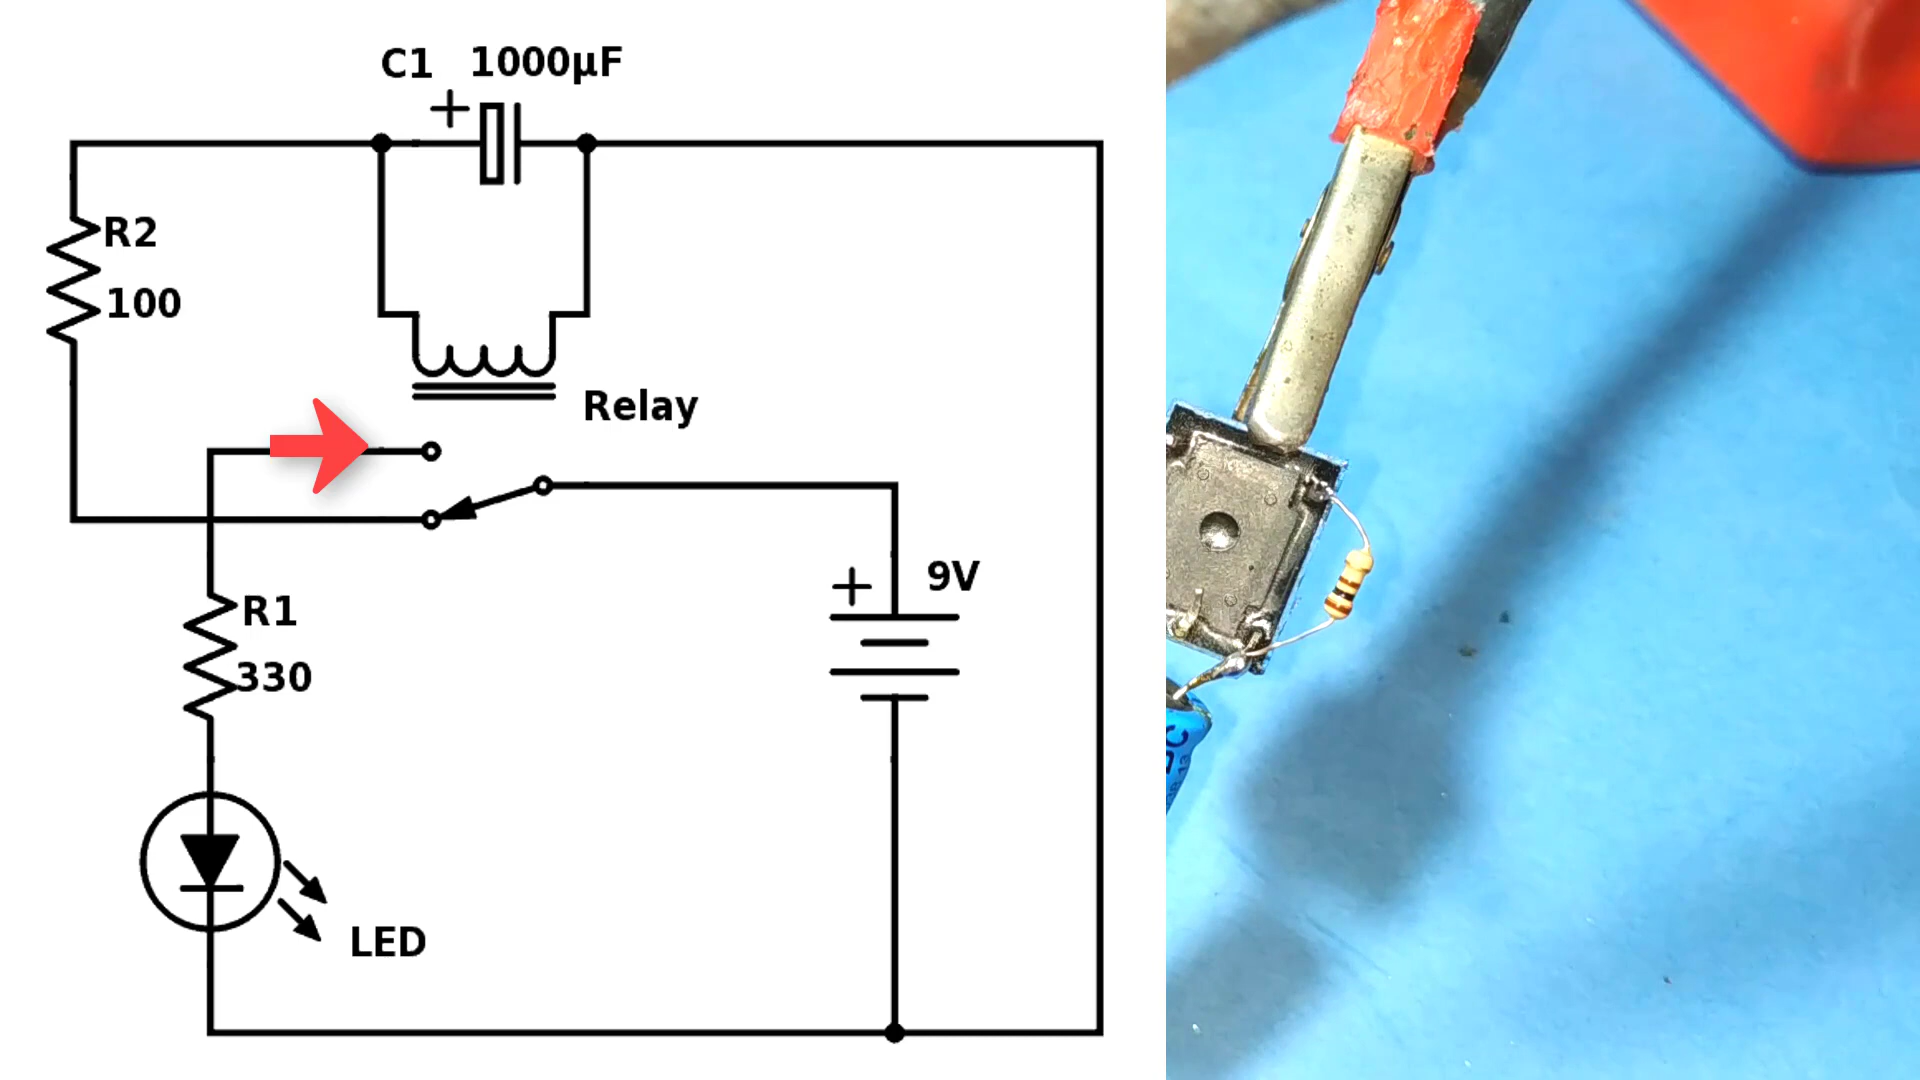 C1 1000µF
+
R2
100
Relay
+ 9V
R1
330
LED